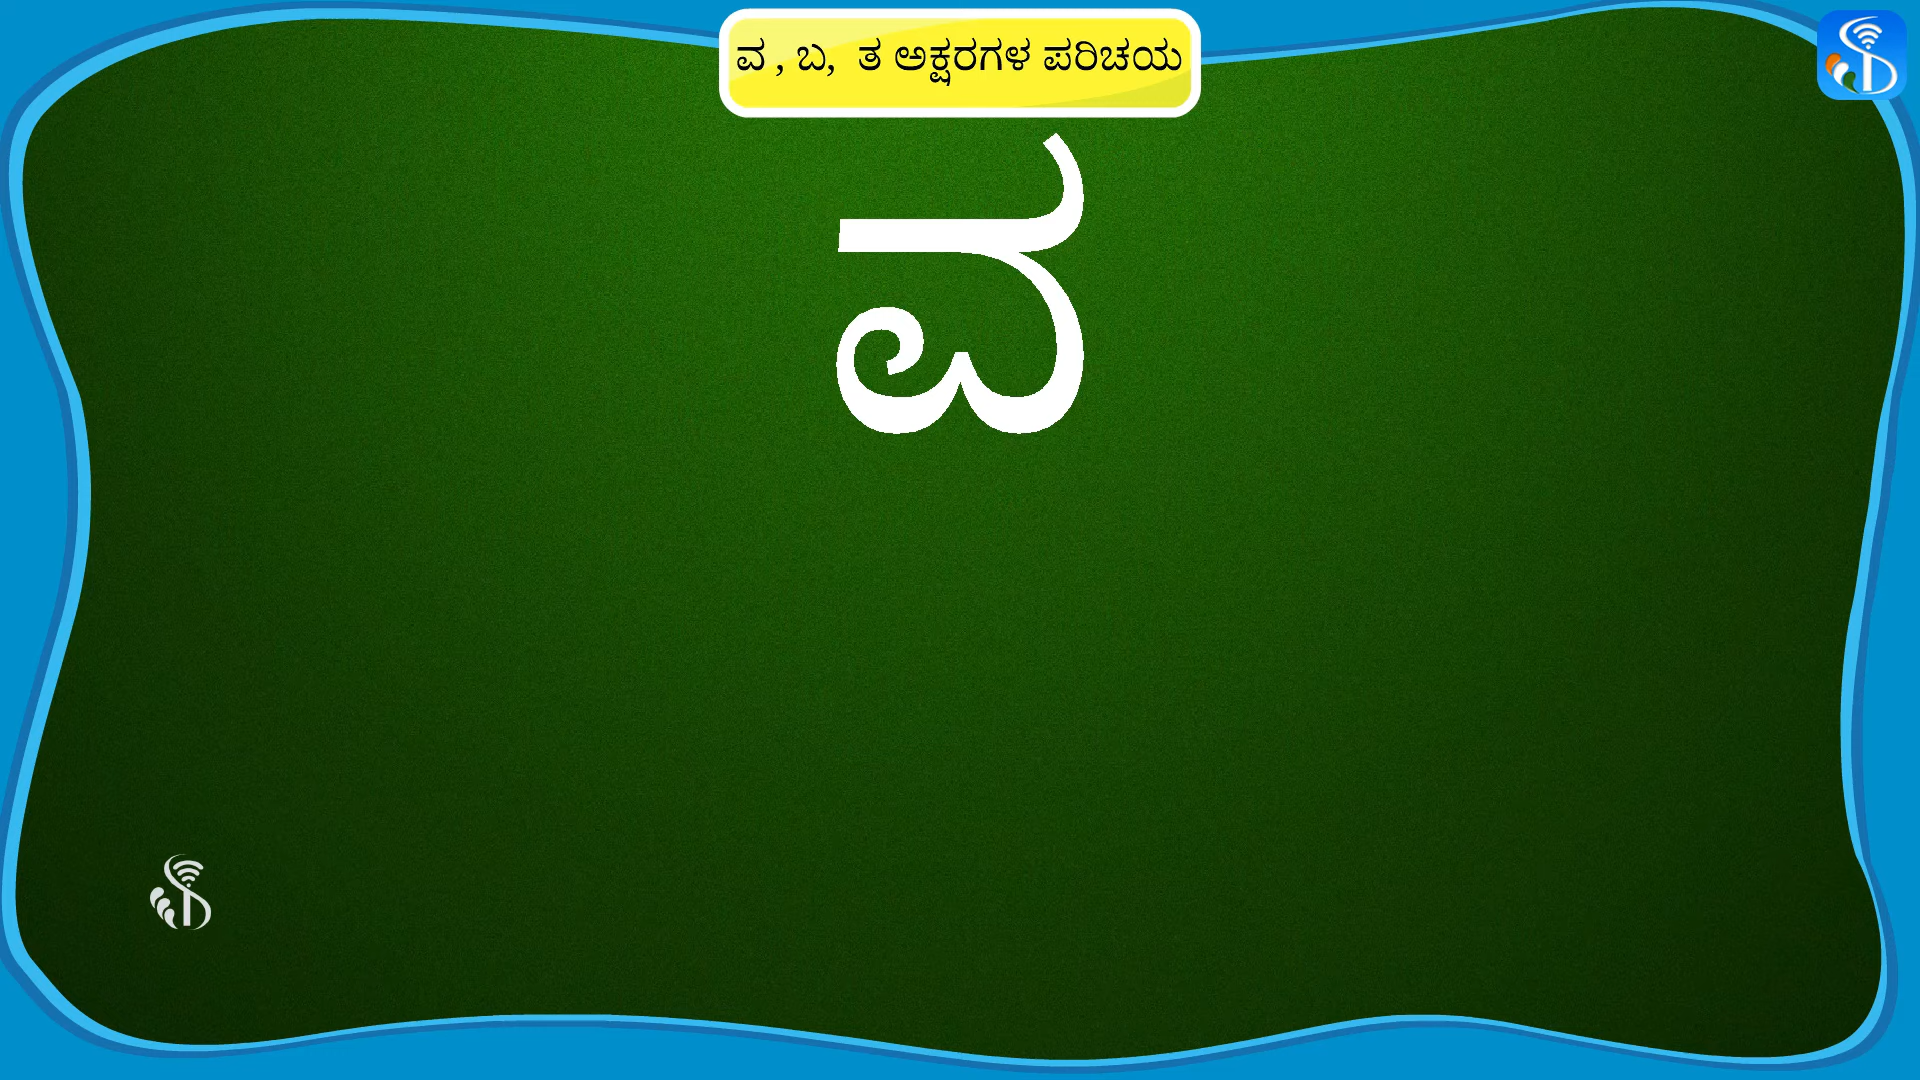 ವ , ಬ, ತ ಅಕ್ಷರಗಳ ಪರಿಚಯ
ವ